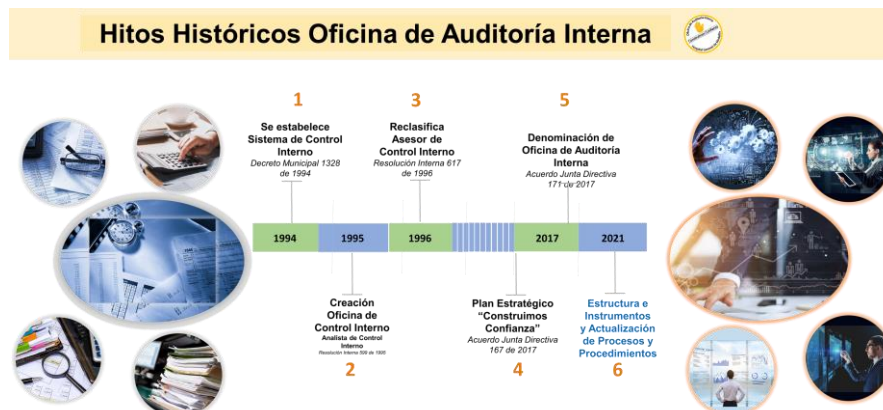 Hitos Históricos Oficina de Auditoría Interna
1
Se estabelece
Sistema de Control
Interno
Decreto Municipal 1328
de 1994
3
Reclasifica
Asesor de
Control Interno
Resolución Interna 617
de 1996
5
Denominación de
Oficina de Auditoría
Interna
Acuerdo Junta Directiva
171 de 2017
1994
1995
1996
2017
2021
Creación
Oficina de
Control Interno
Analista de Control
Interno
2
Plan Estratégico
“Construimos
Confianza”
Acuerdo Junta Directiva
167 de 2017
4
Estructura e
Instrumentos
y Actualización
de Procesos y
Procedimientos
6